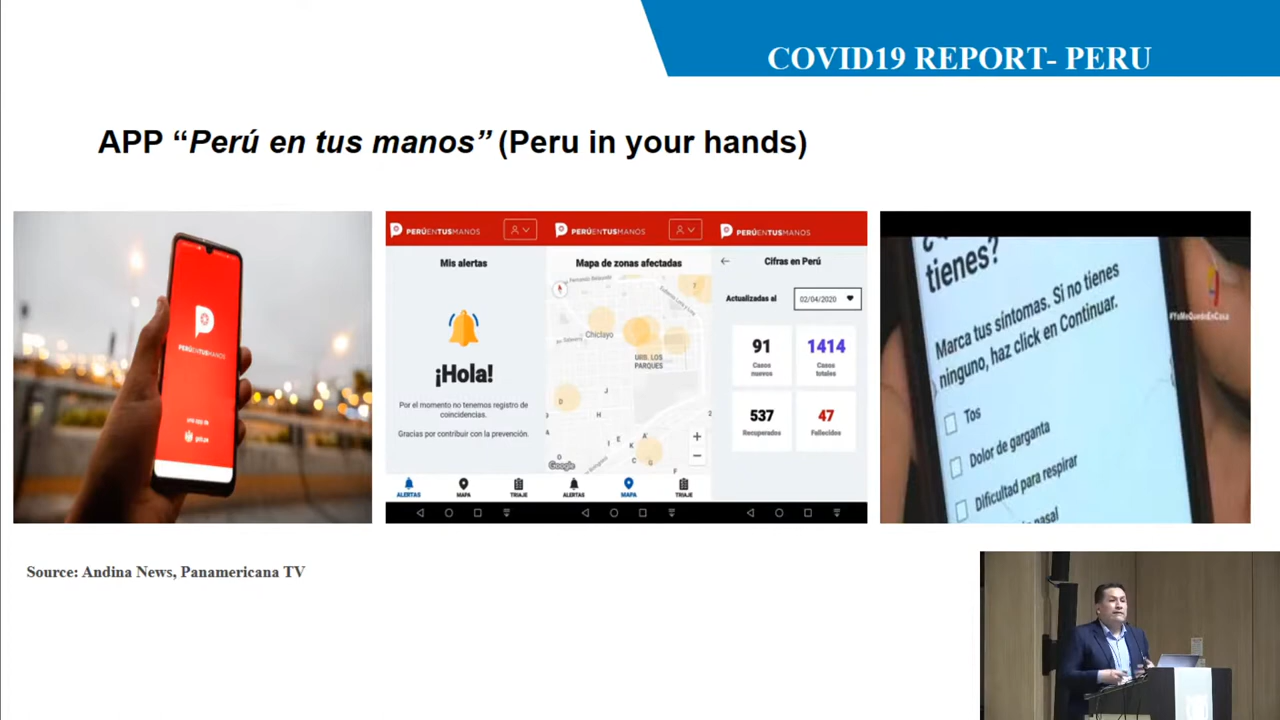 COVID19 REPORT- PERU
APP “Perú en tus manos” (Peru in your hands)
PERÚENTUSMANOS
PERÚENTUSMANOS
Mis alertas
¡Hola!
Por el momento no tenemos registro de
coincidencias.
Gracias por contribuir con la prevención.
ALERTAS
MAPA
TRIAJE
PERÚENTUSMANOS
Mapa de zonas afectadas
Chiclayo
URB. LOS
PARQUES
J
D
H
A
I E A
K
O C G F
Google
+
−
ALERTAS
MAPA
TRIAJE
PERÚENTUSMANOS
Cifras en Perú
Actualizadas al
02/04/2020
91
Casos
nuevos
1414
Casos
totales
537
Recuperados
47
Fallecidos
tienes?
Marca tus síntomas. Si no tienes
ninguno, haz click en Continuar.
Tos
Dolor de garganta
Dificultad para respirar
nasal
#YoMeQuedoEnCasa
Source: Andina News, Panamericana TV